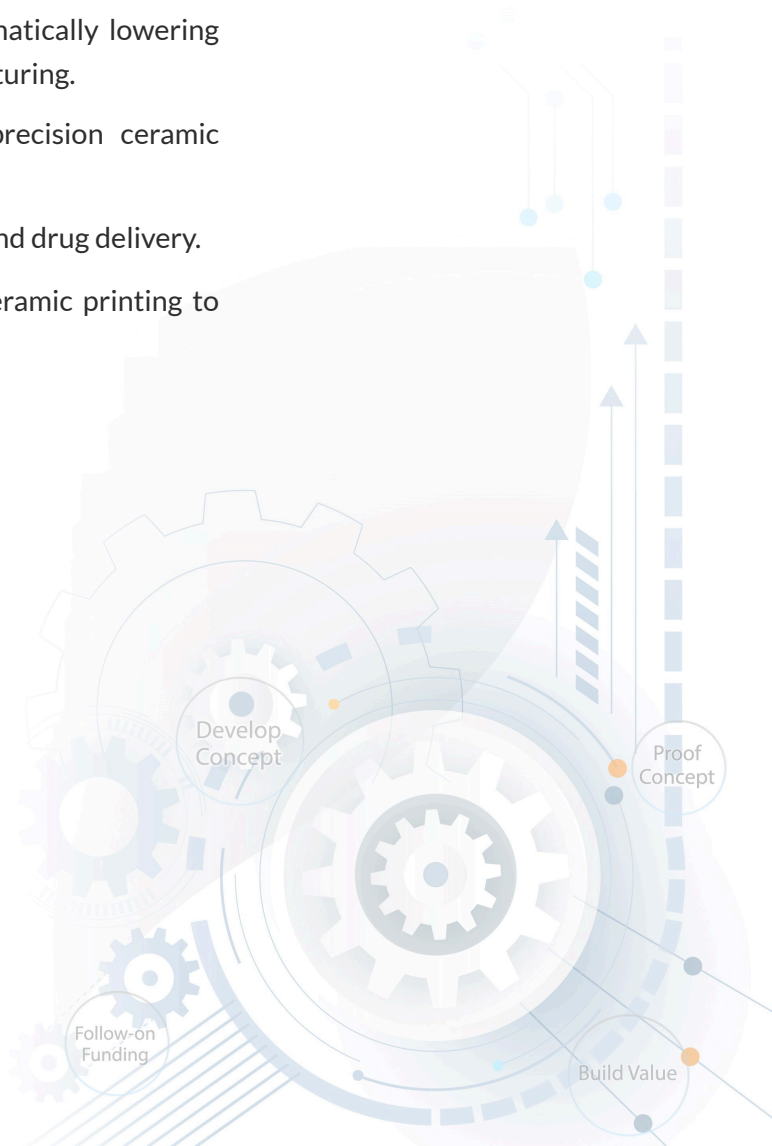 matically lowering
turing.
precision ceramic
nd drug delivery.
eramic printing to
Develop
Concept
Proof
Concept
Follow-on
Funding
Build Value